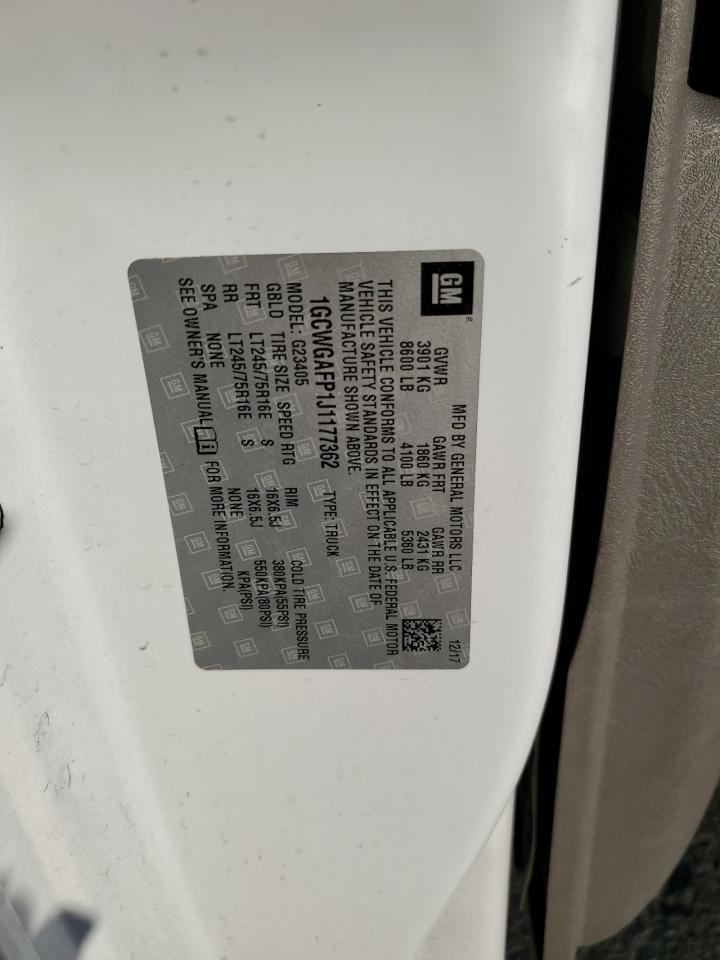 GM
®
MFD BY GENERAL MOTORS LLC 12/17
GVWR GAWR FRT GAWR RR
3901 KG 1860 KG 2431 KG
8600 LB 4100 LB 5360 LB
THIS VEHICLE CONFORMS TO ALL APPLICABLE U.S. FEDERAL MOTOR
VEHICLE SAFETY STANDARDS IN EFFECT ON THE DATE OF
MANUFACTURE SHOWN ABOVE.
1GCWGAFP1J1177362 TYPE: TRUCK
MODEL: G23405
GBLD TIRE SIZE SPEED RTG RIM COLD TIRE PRESSURE
FRT LT245/75R16E S 16X6.5J 380KPA(55PSI)
RR LT245/75R16E S 16X6.5J 550KPA(80PSI)
SPA NONE NONE KPA(PSI)
SEE OWNER'S MANUAL FOR MORE INFORMATION.